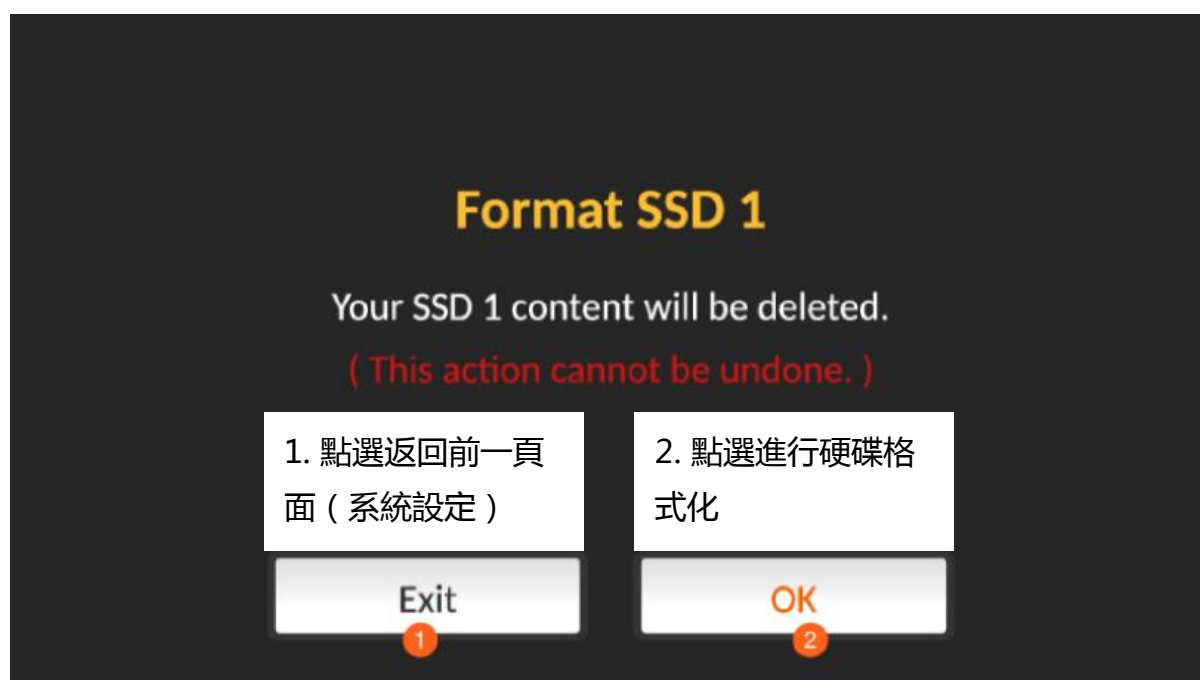 Format SSD 1
Your SSD 1 content will be deleted.
( This action cannot be undone. )
1. 點選返回前一頁
面（系統設定）
2. 點選進行硬碟格
式化
Exit
OK
1
2